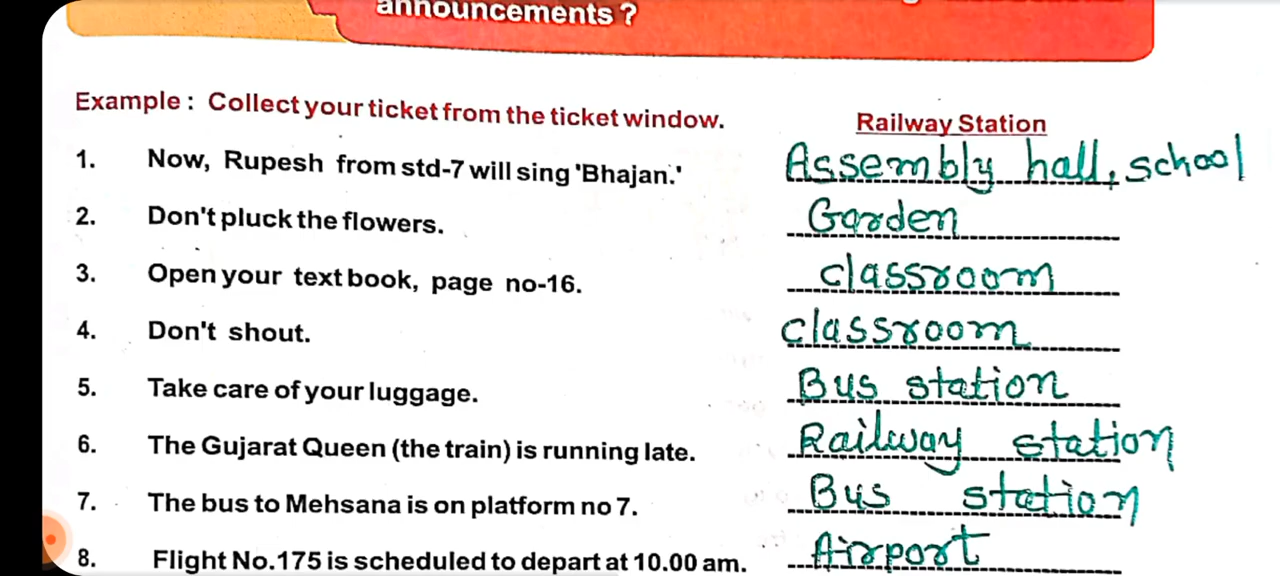 announcements ?
Example : Collect your ticket from the ticket window. Railway Station
1. Now, Rupesh from std-7 will sing 'Bhajan.' Assembly hall, school
2. Don't pluck the flowers. Garden
3. Open your text book, page no-16. classroom
4. Don't shout. classroom
5. Take care of your luggage. Bus station
6. The Gujarat Queen (the train) is running late. Railway station
7. The bus to Mehsana is on platform no 7. Bus station
8. Flight No.175 is scheduled to depart at 10.00 am. Airport